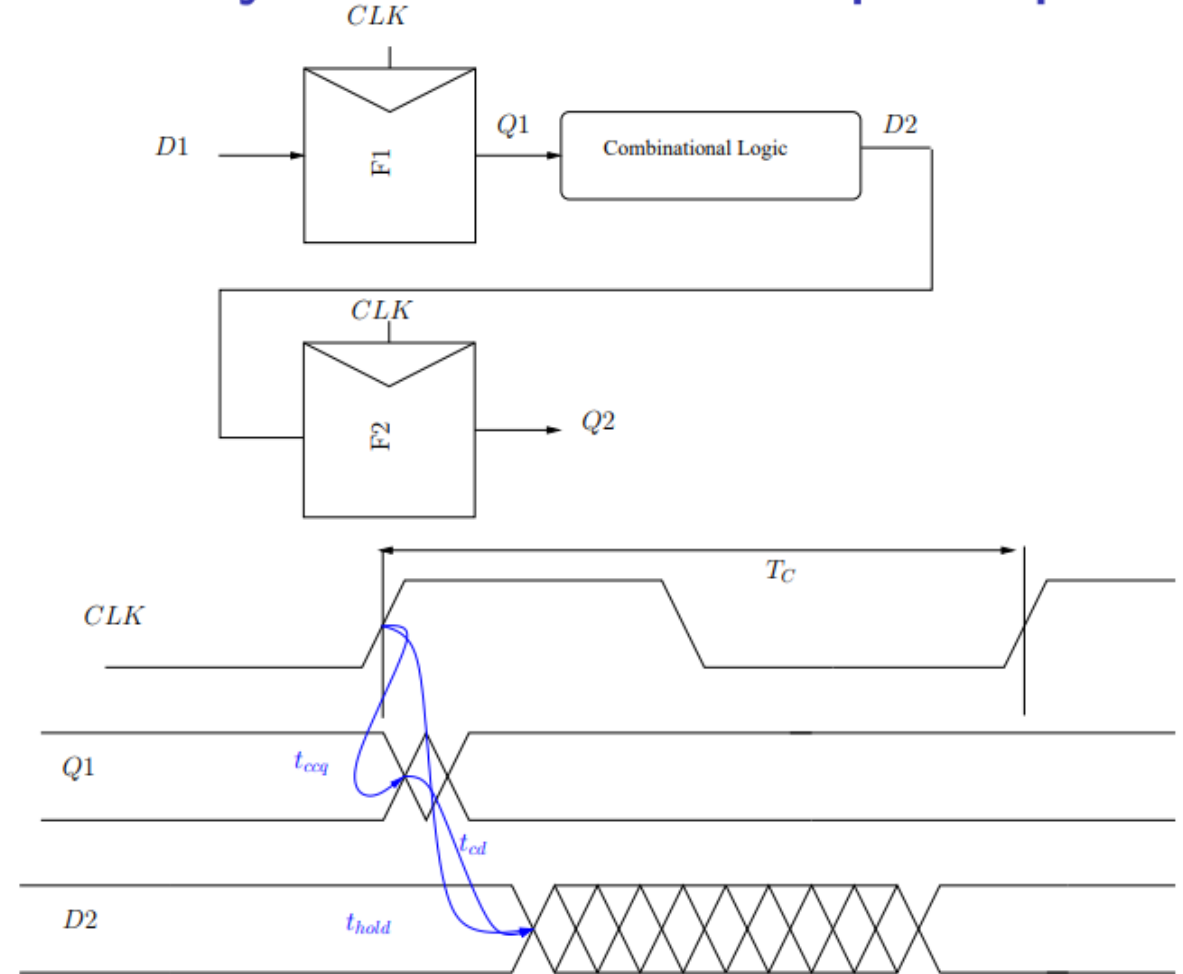 CLK
D1
F1
Q1
Combinational Logic
D2
CLK
F2
Q2
T_C
CLK
Q1
t_ccq
t_cd
D2
t_hold